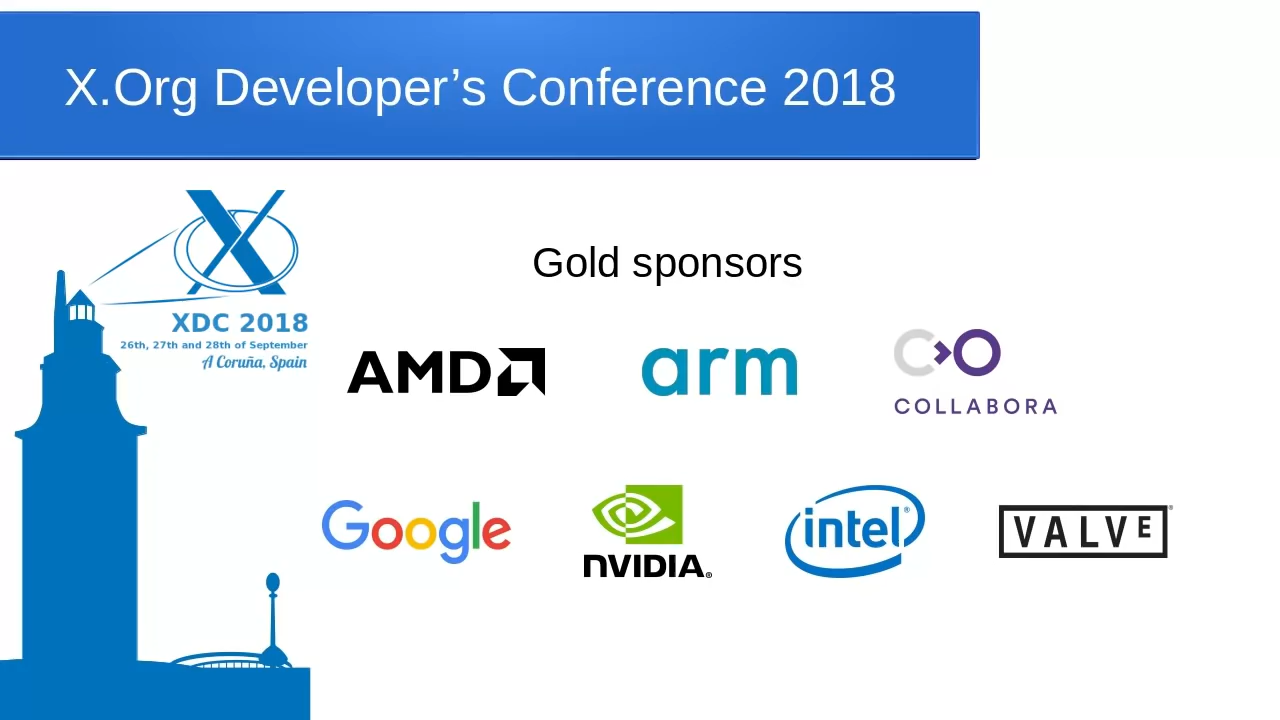 X.Org Developer’s Conference 2018
XDC 2018
26th, 27th and 28th of September
A Coruña, Spain
Gold sponsors
AMD
arm
COLLABORA
Google
NVIDIA®
intel®
VALVE®